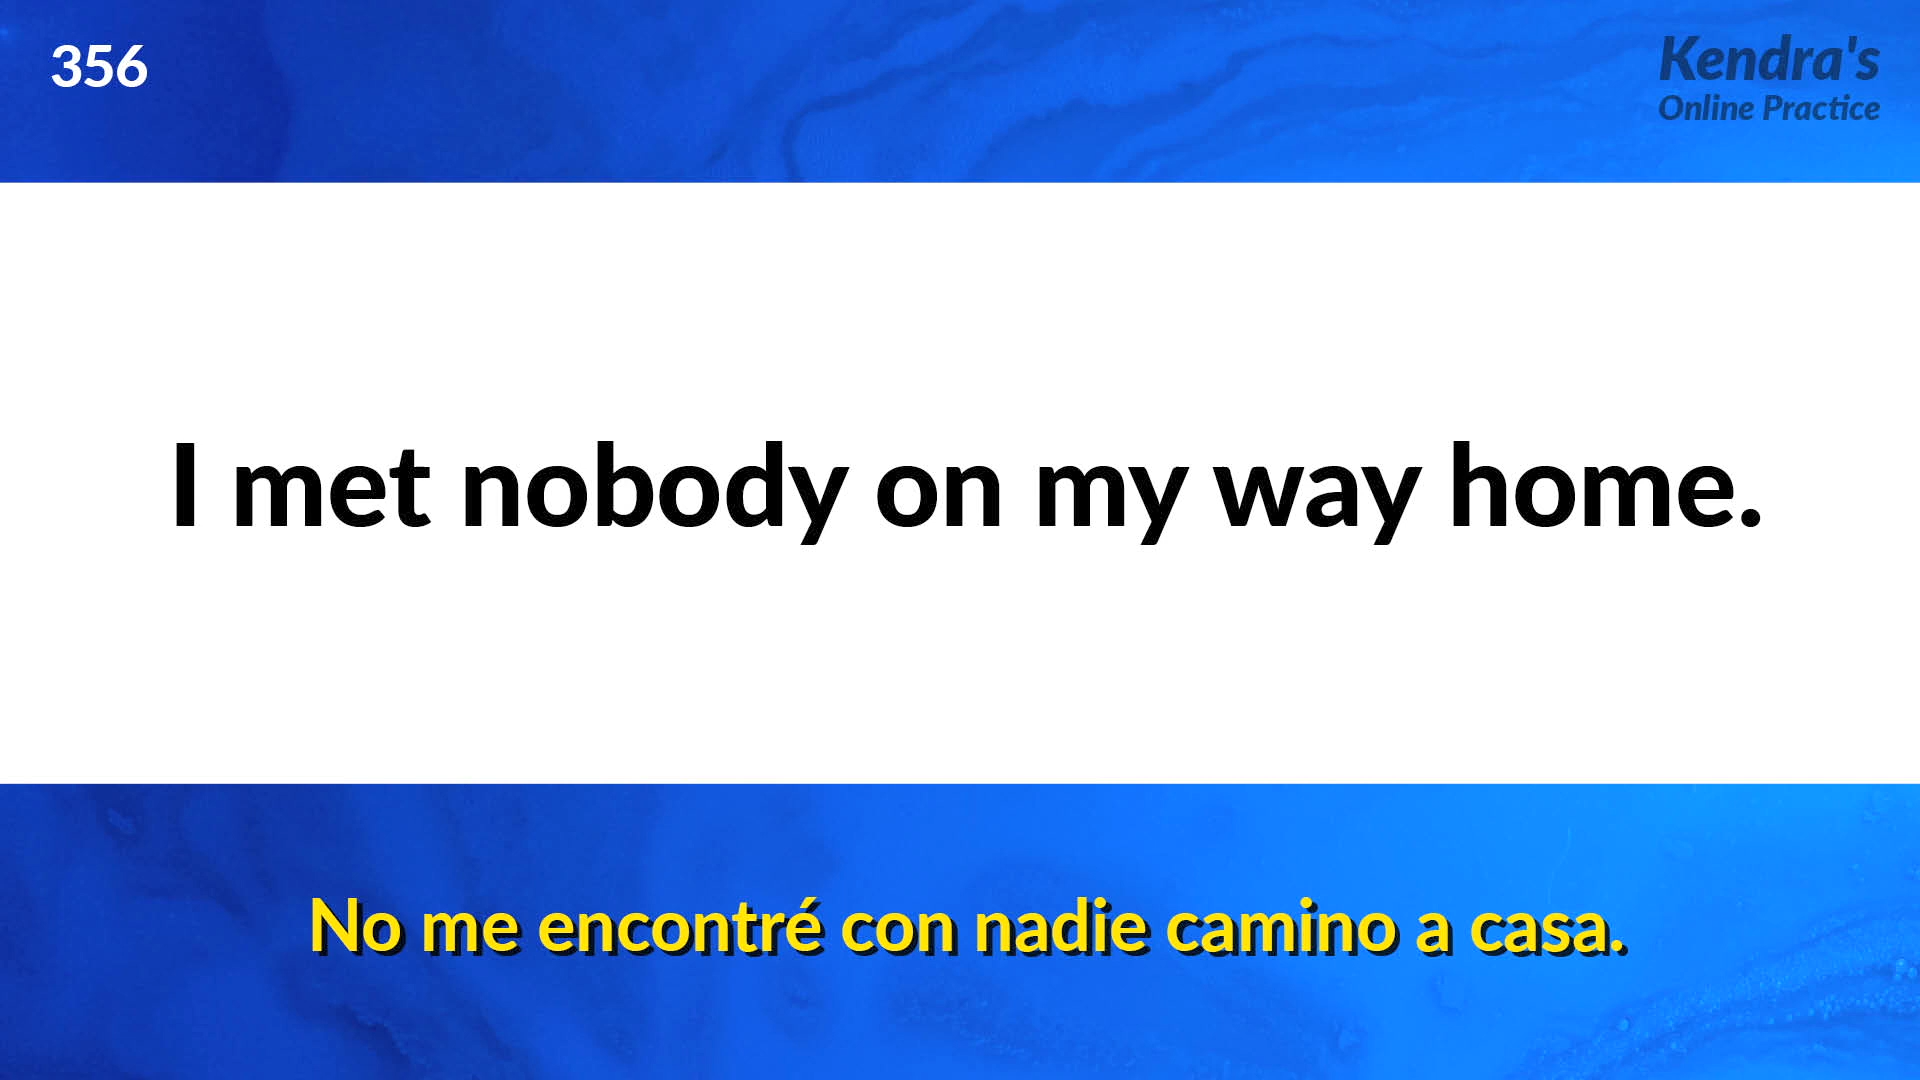 356
Kendra's
Online Practice
I met nobody on my way home.
No me encontré con nadie camino a casa.